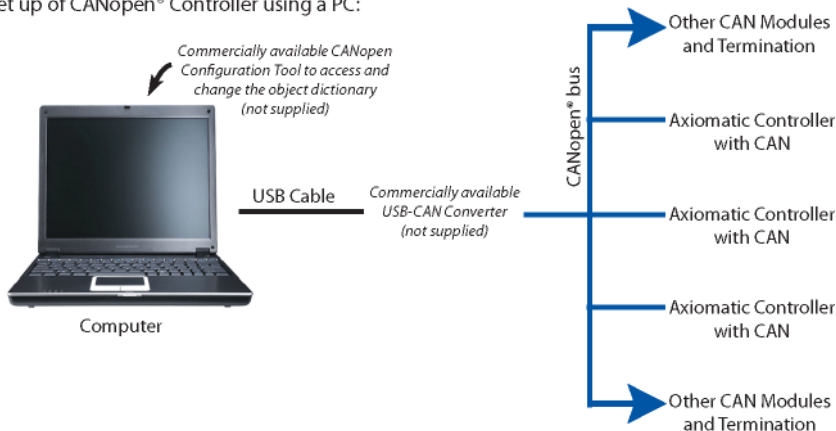 et up of CANopen® Controller using a PC:
Commercially available CANopen
Configuration Tool to access and
change the object dictionary
(not supplied)
Computer
USB Cable
Commercially available
USB-CAN Converter
(not supplied)
CANopen® bus
Other CAN Modules
and Termination
Axiomatic Controller
with CAN
Axiomatic Controller
with CAN
Axiomatic Controller
with CAN
Other CAN Modules
and Termination